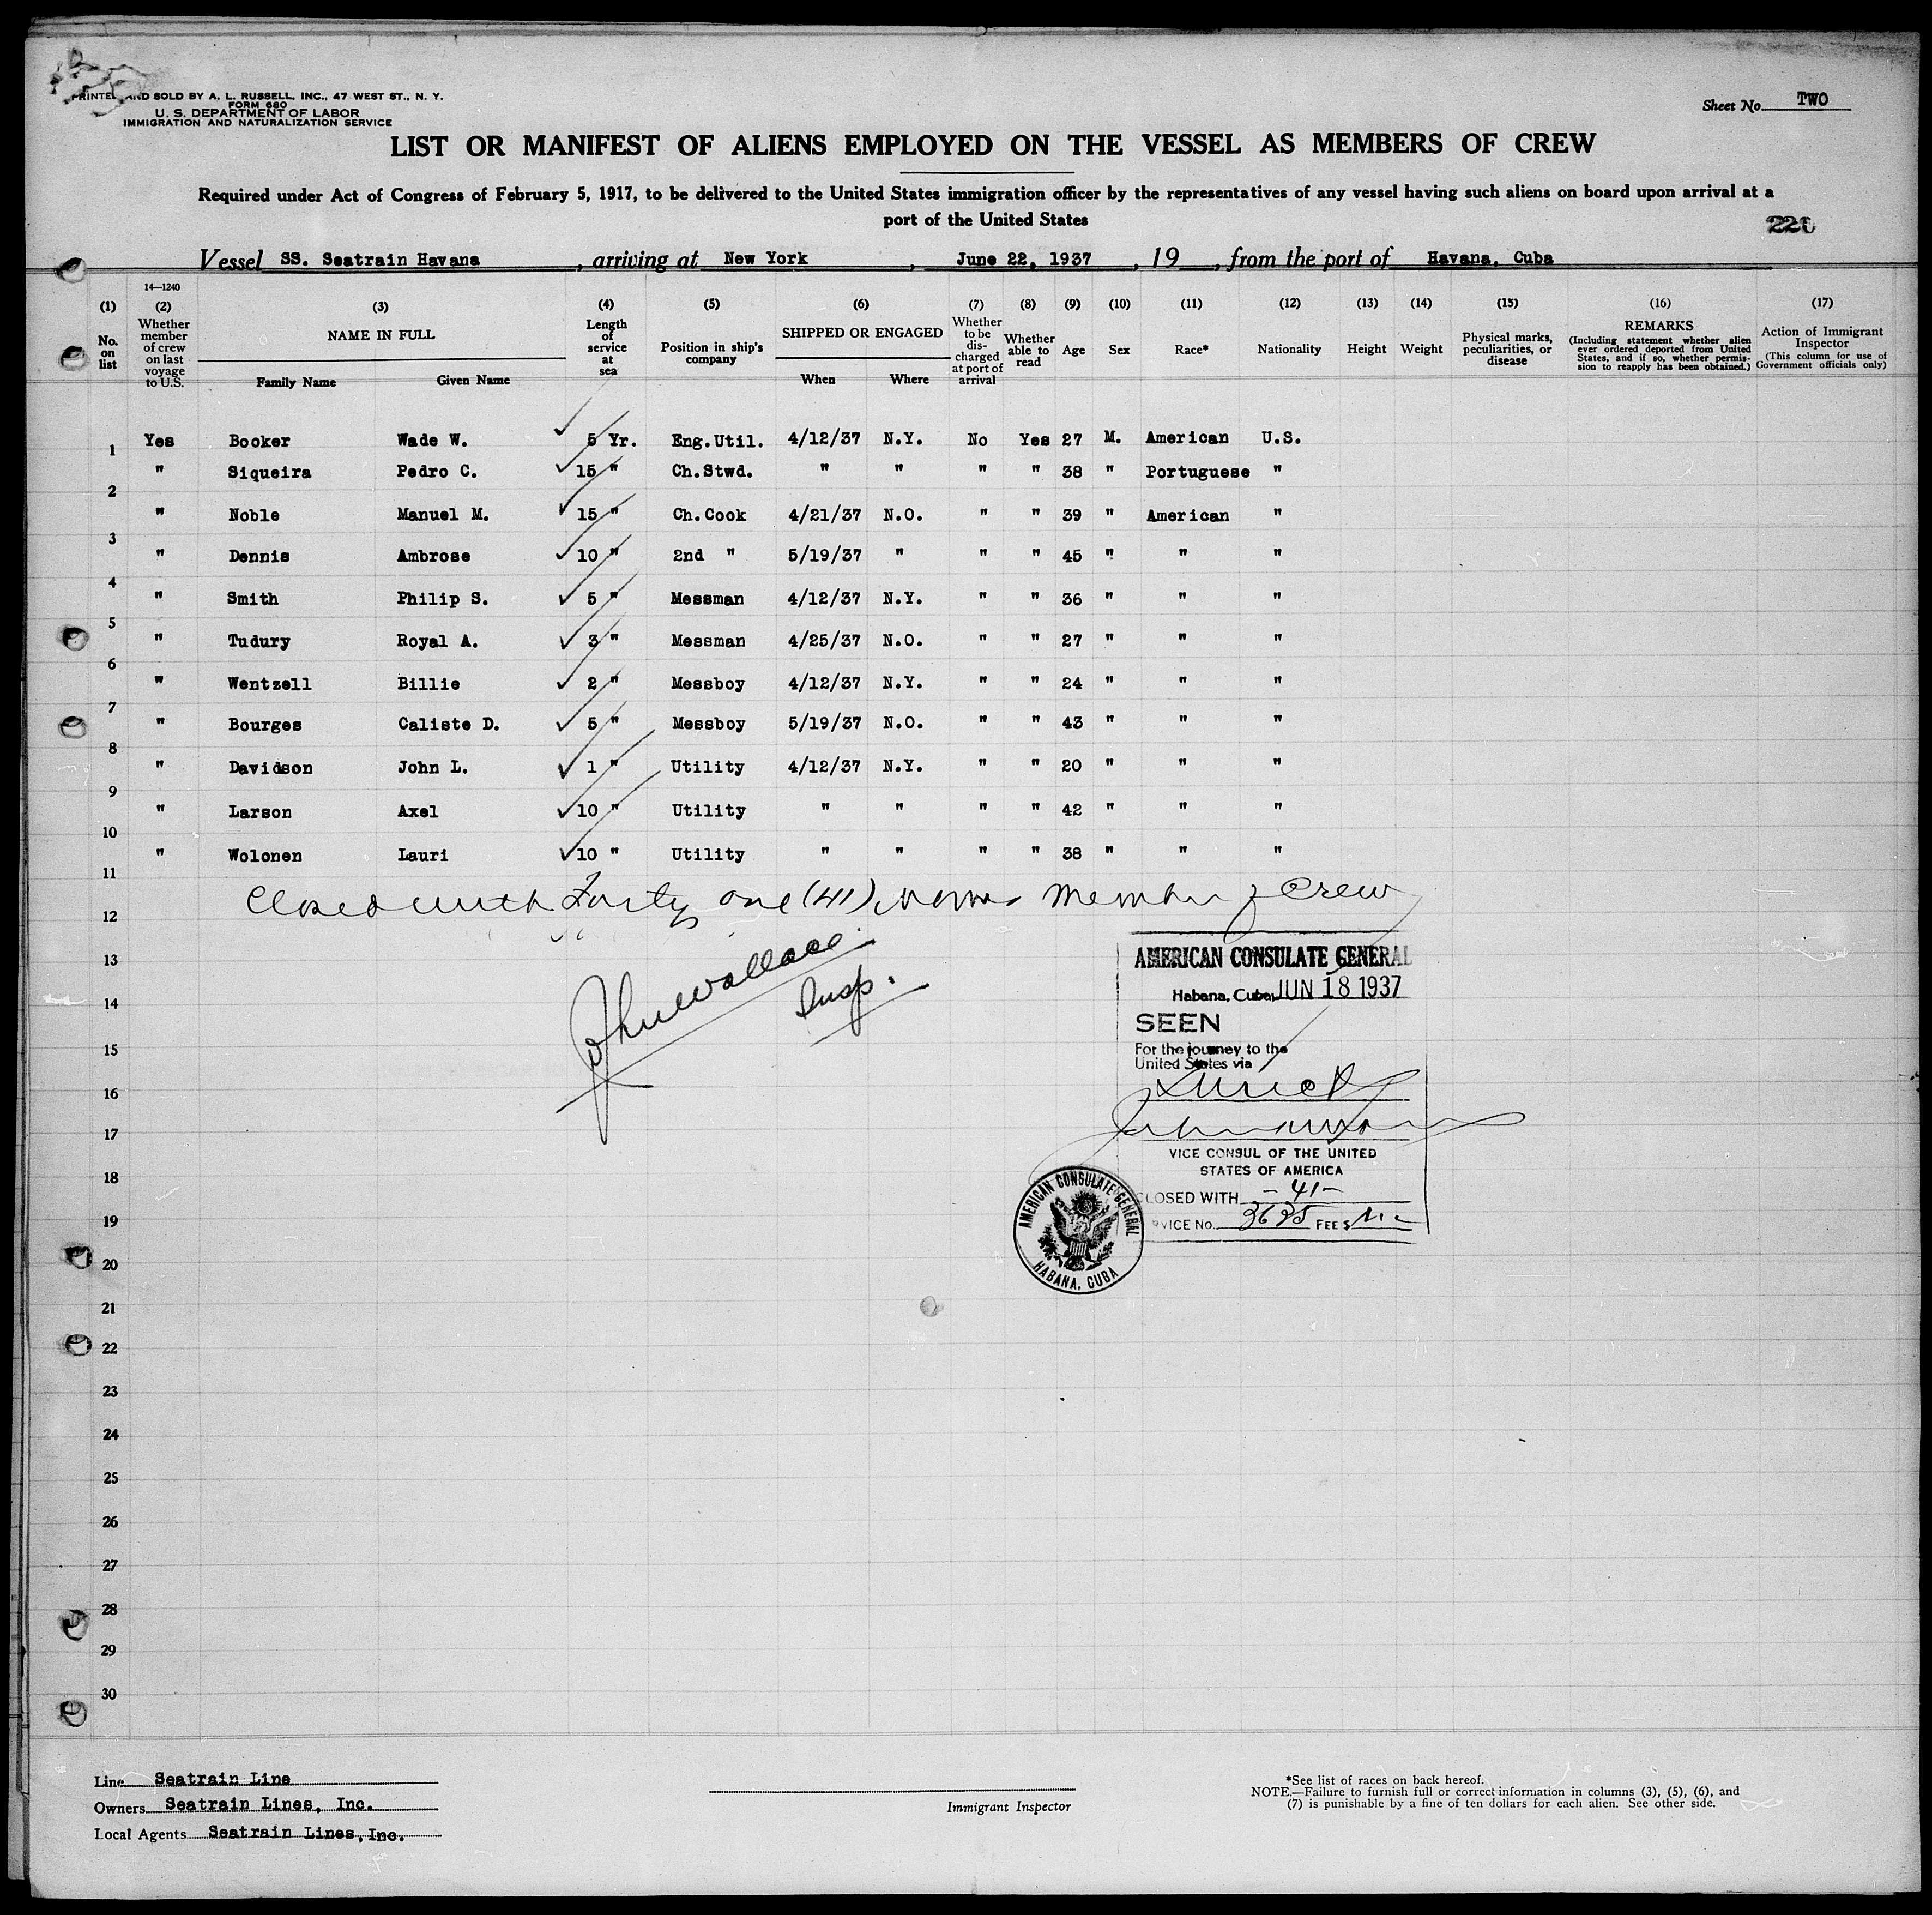 PRINTED AND SOLD BY A. L. RUSSELL, INC., 47 WEST ST., N. Y.
FORM 680
U. S. DEPARTMENT OF LABOR
IMMIGRATION AND NATURALIZATION SERVICE
Sheet No. TWO
LIST OR MANIFEST OF ALIENS EMPLOYED ON THE VESSEL AS MEMBERS OF CREW
Required under Act of Congress of February 5, 1917, to be delivered to the United States immigration officer by the representatives of any vessel having such aliens on board upon arrival at a
port of the United States
220
Vessel SS. Seatrain Havana, arriving at New York, June 22, 1937, 19, from the port of Havana, Cuba
14—1240
(1) (2) (3) (4) (5) (6) (7) (8) (9) (10) (11) (12) (13) (14) (15) (16) (17)
No. on list
Whether member of crew on last voyage to U.S.
NAME IN FULL
Family Name Given Name
Length of service at sea
Position in ship's company
SHIPPED OR ENGAGED
When Where
Whether to be discharged at port of arrival
Whether able to read
Age
Sex
Race*
Nationality
Height
Weight
Physical marks, peculiarities, or disease
REMARKS
(Including statement whether alien ever ordered deported from United States, and if so, whether permission to reapply has been obtained.)
Action of Immigrant Inspector
(This column for use of Government officials only)
1 Yes Booker Wade W. 5 Yr. Eng.Util. 4/12/37 N.Y. No Yes 27 M. American U.S.
2 " Siqueira Pedro C. 15 " Ch.Stwd. " " " " 38 " Portuguese "
3 " Noble Manuel M. 15 " Ch.Cook 4/21/37 N.O. " " 39 " American "
4 " Dennis Ambrose 10 " 2nd " 5/19/37 " " " 45 " " "
5 " Smith Philip S. 5 " Messman 4/12/37 N.Y. " " 36 " " "
6 " Tudury Royal A. 3 " Messman 4/25/37 N.O. " " 27 " " "
7 " Wentzell Billie 2 " Messboy 4/12/37 N.Y. " " 24 " " "
8 " Bourges Caliste D. 5 " Messboy 5/19/37 N.O. " " 43 " " "
9 " Davidson John L. 1 " Utility 4/12/37 N.Y. " " 20 " " "
10 " Larson Axel 10 " Utility " " " " 42 " " "
11 " Wolonen Lauri 10 " Utility " " " " 38 " " "
12 Closed with Forty one (41) Member of Crew
13
14
15
16
17
18
19
20
21
22
23
24
25
26
27
28
29
30
Wallace
Insp.
AMERICAN CONSULATE GENERAL
Habana, Cuba, JUN 18 1937
SEEN
For the journey to the
United States via
VICE CONSUL OF THE UNITED
STATES OF AMERICA
CLOSED WITH -41-
SERVICE No. 3625 FEE $
AMERICAN CONSULATE GENERAL
HABANA, CUBA
Line Seatrain Line
Owners Seatrain Lines, Inc.
Local Agents Seatrain Lines, Inc.
Immigrant Inspector
*See list of races on back hereof.
NOTE.—Failure to furnish full or correct information in columns (3), (5), (6), and
(7) is punishable by a fine of ten dollars for each alien. See other side.